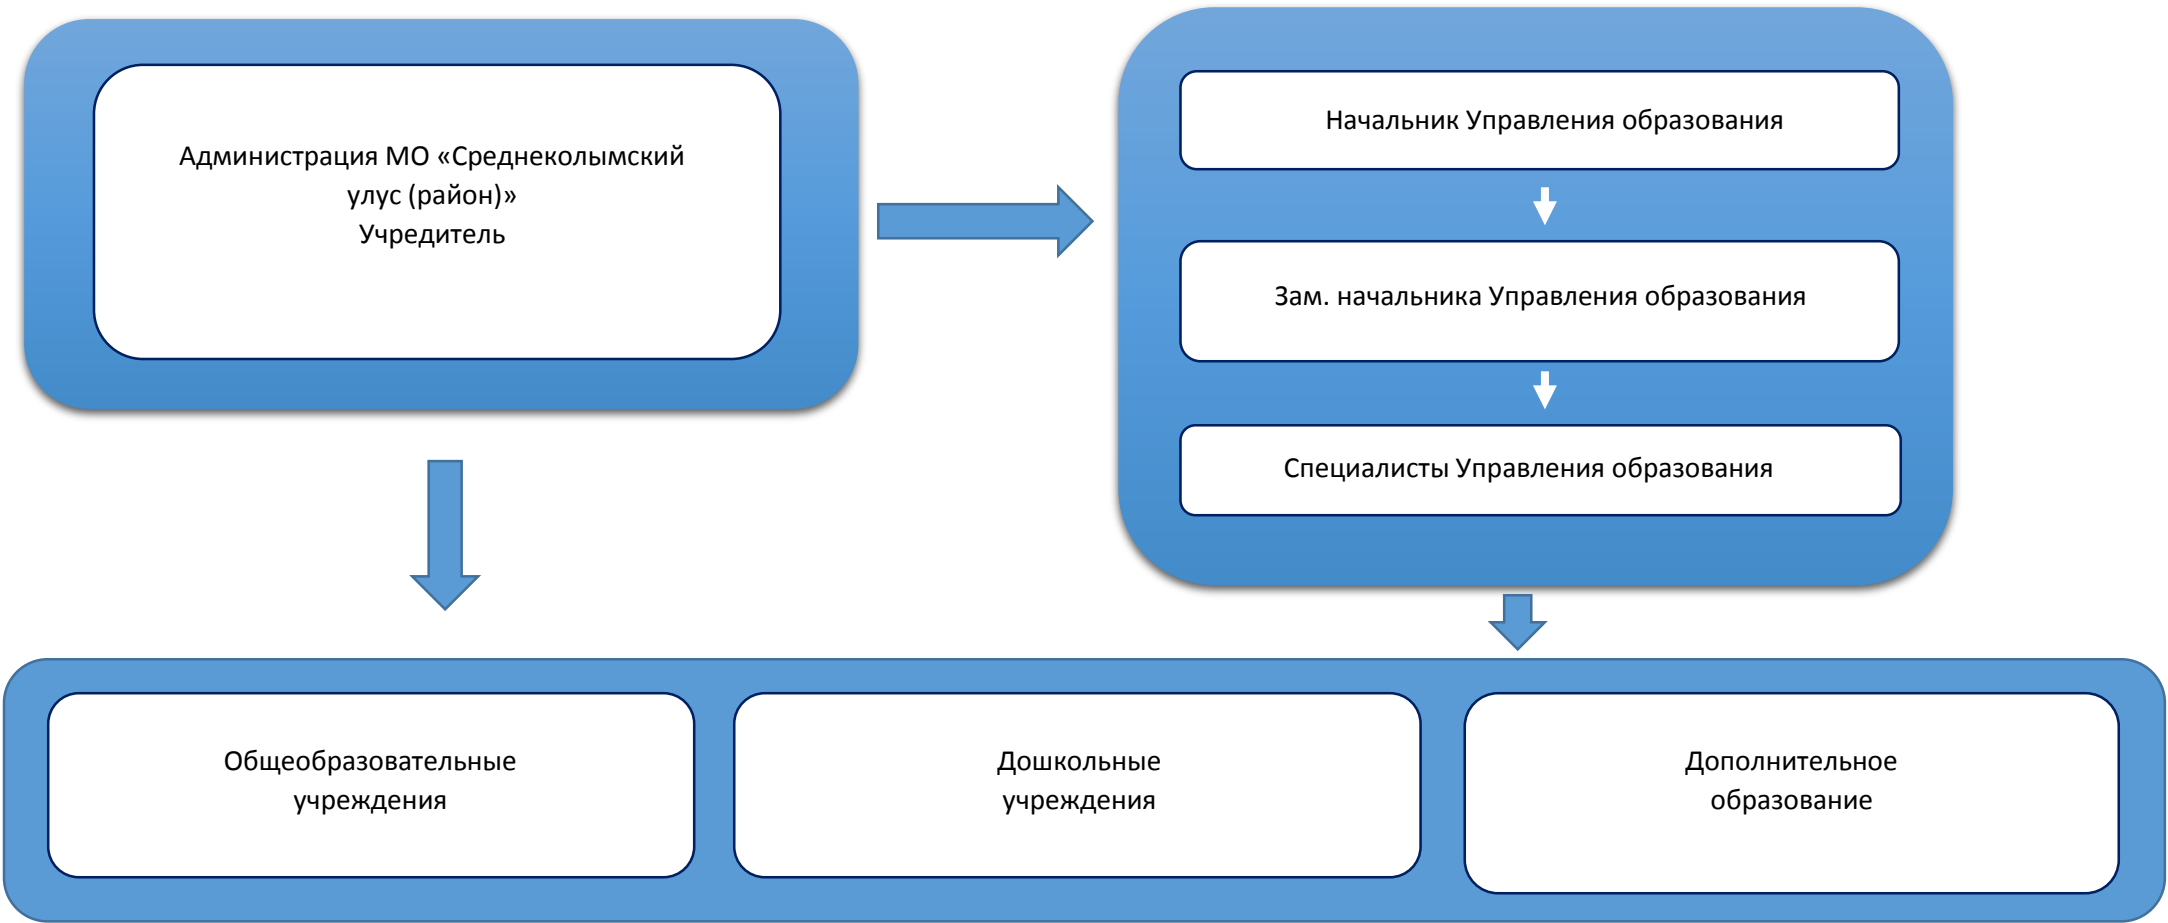 Администрация МО «Среднеколымский
улус (район)»
Учредитель
Начальник Управления образования
Зам. начальника Управления образования
Специалисты Управления образования
Общеобразовательные
учреждения
Дошкольные
учреждения
Дополнительное
образование